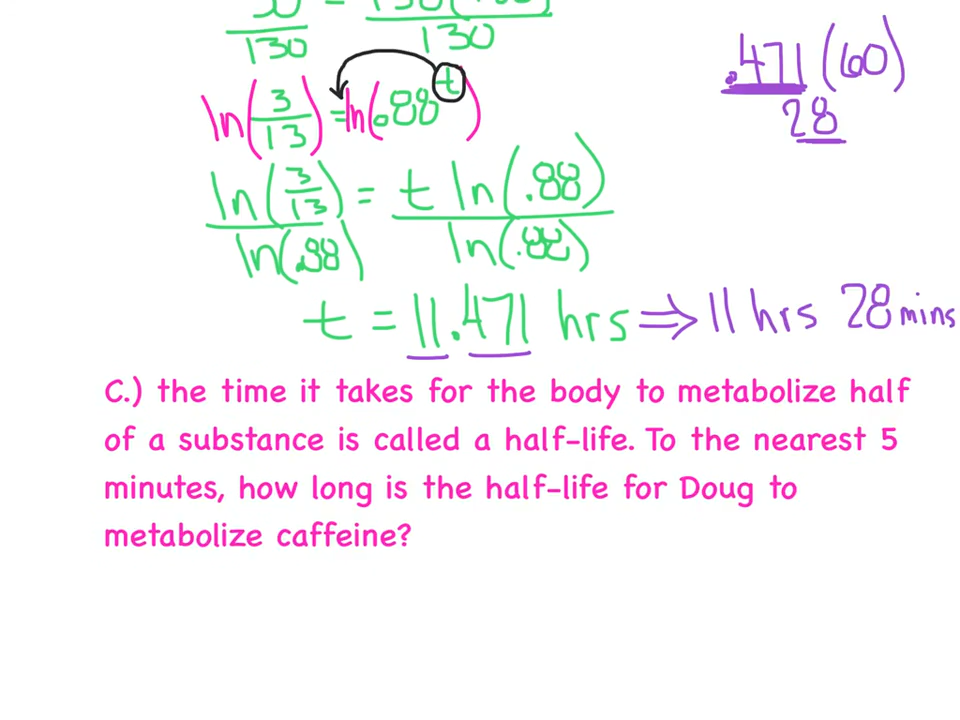 130 130
.471(60)
28
ln(3/13) = ln(.88^t)
ln(3/13) = t ln(.88)
ln(.88) ln(.88)
t = 11.471 hrs ⇒ 11 hrs 28 mins
C.) the time it takes for the body to metabolize half
of a substance is called a half-life. To the nearest 5
minutes, how long is the half-life for Doug to
metabolize caffeine?